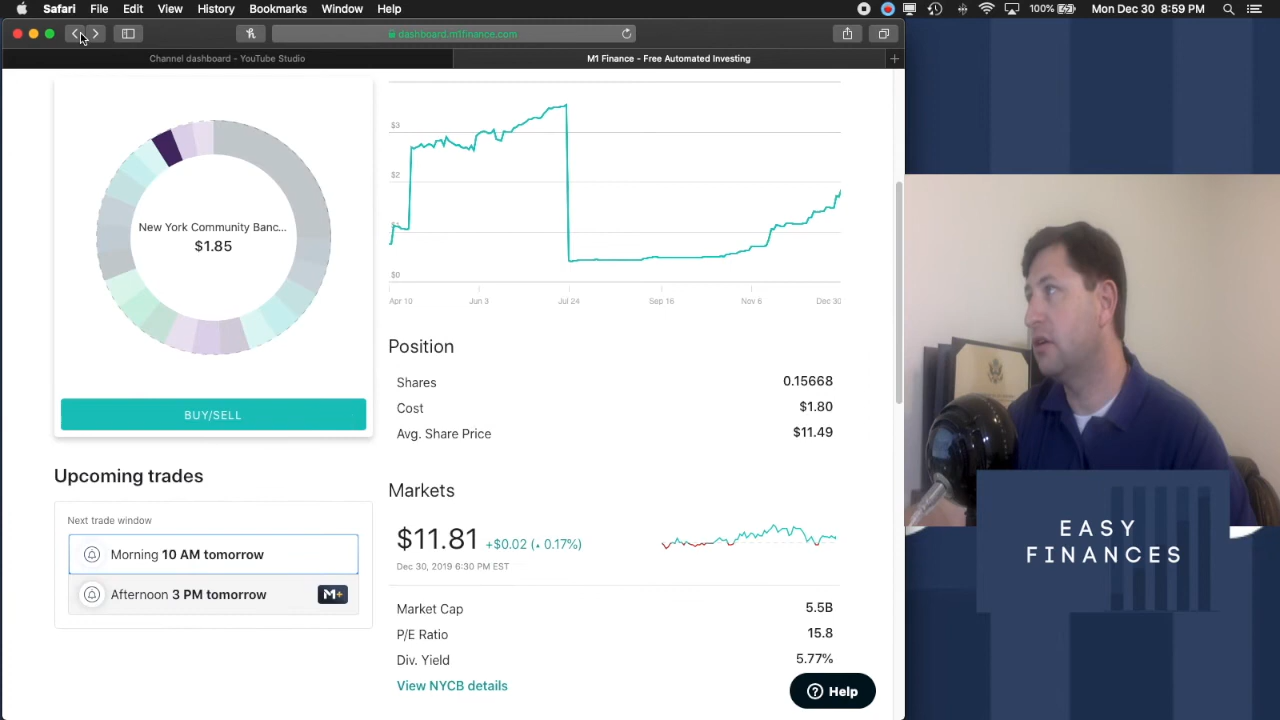 Safari File Edit View History Bookmarks Window Help
100% Mon Dec 30 8:59 PM
dashboard.m1finance.com
Channel dashboard - YouTube Studio
M1 Finance - Free Automated Investing
New York Community Banc...
$1.85
BUY/SELL
Upcoming trades
Next trade window
Morning 10 AM tomorrow
Afternoon 3 PM tomorrow M+
$3
$2
$1
$0
Apr 10 Jun 3 Jul 24 Sep 16 Nov 6 Dec 30
Position
Shares 0.15668
Cost $1.80
Avg. Share Price $11.49
Markets
$11.81 +$0.02 (▴ 0.17%)
Dec 30, 2019 6:30 PM EST
Market Cap 5.5B
P/E Ratio 15.8
Div. Yield 5.77%
View NYCB details
? Help
EASY
FINANCES